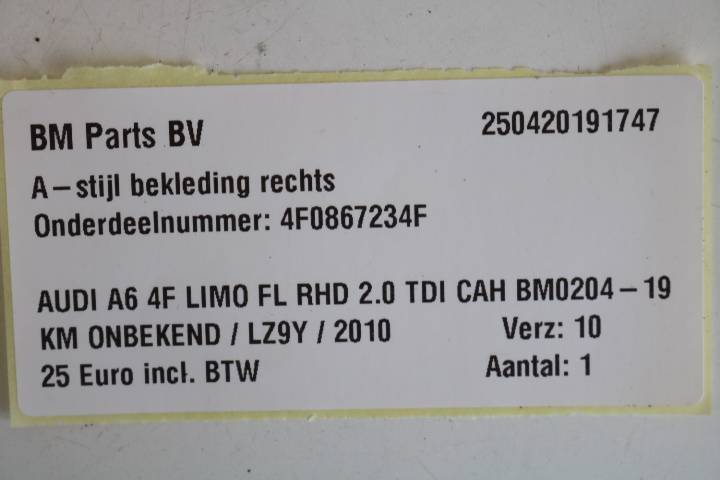 BM Parts BV 250420191747
A-stijl bekleding rechts
Onderdeelnummer: 4F0867234F
AUDI A6 4F LIMO FL RHD 2.0 TDI CAH BM0204-19
KM ONBEKEND / LZ9Y / 2010 Verz: 10
25 Euro incl. BTW Aantal: 1